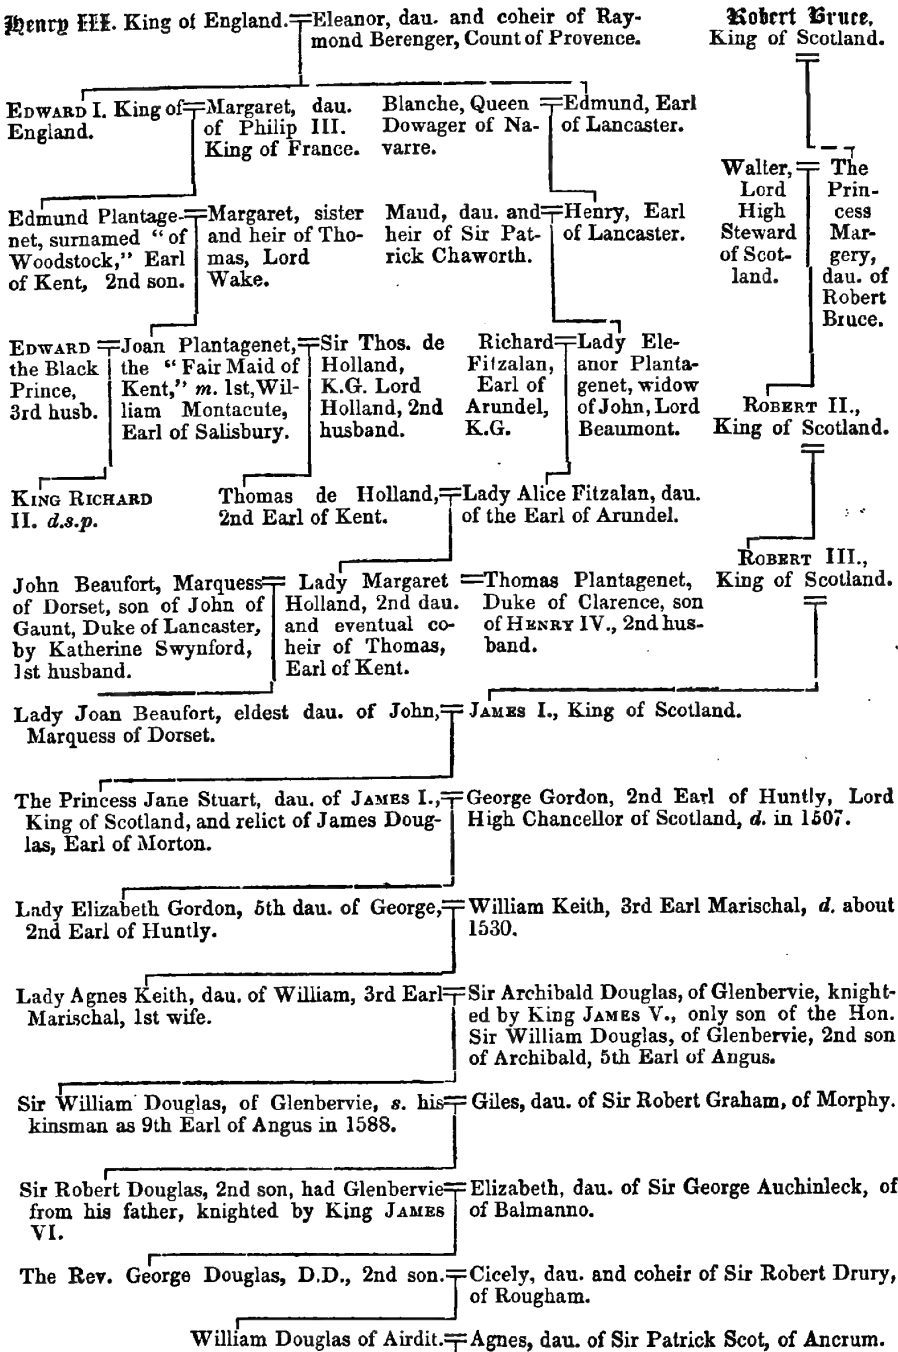 Henry III. King of England.
Eleanor, dau. and coheir of Ray-
mond Berenger, Count of Provence.
Robert Bruce,
King of Scotland.
EDWARD I. King of
England.
Margaret, dau.
of Philip III.
King of France.
Blanche, Queen
Dowager of Na-
varre.
Edmund, Earl
of Lancaster.
Walter,
Lord
High
Steward
of Scot-
land.
The
Prin-
cess
Mar-
gery,
dau. of
Robert
Bruce.
Edmund Plantage-
net, surnamed "of
Woodstock," Earl
of Kent, 2nd son.
Margaret, sister
and heir of Tho-
mas, Lord
Wake.
Maud, dau. and
heir of Sir Pat-
rick Chaworth.
Henry, Earl
of Lancaster.
EDWARD
the Black
Prince,
3rd husb.
Joan Plantagenet,
the "Fair Maid of
Kent," m. 1st, Wil-
liam Montacute,
Earl of Salisbury.
Sir Thos. de
Holland,
K.G. Lord
Holland, 2nd
husband.
Richard
Fitzalan,
Earl of
Arundel,
K.G.
Lady Ele-
anor Planta-
genet, widow
of John, Lord
Beaumont.
ROBERT II.,
King of Scotland.
KING RICHARD
II. d.s.p.
Thomas de Holland,
2nd Earl of Kent.
Lady Alice Fitzalan, dau.
of the Earl of Arundel.
ROBERT III.,
King of Scotland.
John Beaufort, Marquess
of Dorset, son of John of
Gaunt, Duke of Lancaster,
by Katherine Swynford,
1st husband.
Lady Margaret
Holland, 2nd dau.
and eventual co-
heir of Thomas,
Earl of Kent.
Thomas Plantagenet,
Duke of Clarence, son
of HENRY IV., 2nd hus-
band.
Lady Joan Beaufort, eldest dau. of John,
Marquess of Dorset.
JAMES I., King of Scotland.
The Princess Jane Stuart, dau. of JAMES I.,
King of Scotland, and relict of James Doug-
las, Earl of Morton.
George Gordon, 2nd Earl of Huntly, Lord
High Chancellor of Scotland, d. in 1507.
Lady Elizabeth Gordon, 5th dau. of George,
2nd Earl of Huntly.
William Keith, 3rd Earl Marischal, d. about
1530.
Lady Agnes Keith, dau. of William, 3rd Earl
Marischal, 1st wife.
Sir Archibald Douglas, of Glenbervie, knight-
ed by King JAMES V., only son of the Hon.
Sir William Douglas, of Glenbervie, 2nd son
of Archibald, 5th Earl of Angus.
Sir William Douglas, of Glenbervie, s. his
kinsman as 9th Earl of Angus in 1588.
Giles, dau. of Sir Robert Graham, of Morphy.
Sir Robert Douglas, 2nd son, had Glenbervie
from his father, knighted by King JAMES
VI.
Elizabeth, dau. of Sir George Auchinleck, of
of Balmanno.
The Rev. George Douglas, D.D., 2nd son.
Cicely, dau. and coheir of Sir Robert Drury,
of Rougham.
William Douglas of Airdit.
Agnes, dau. of Sir Patrick Scot, of Ancrum.